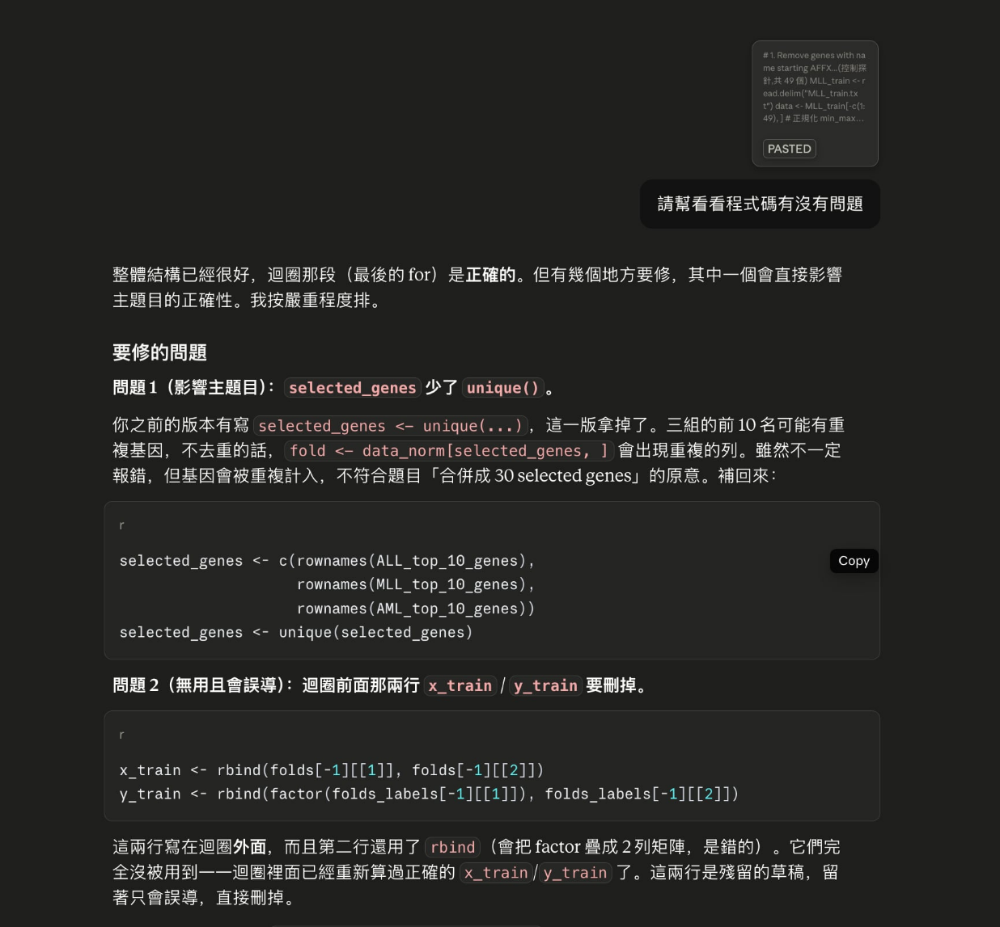 # 1. Remove genes with na
me starting AFFX...(控制探
針,共 49 個) MLL_train <- r
ead.delim("MLL_train.tx
t") data <- MLL_train[-c(1:
49), ] # 正規化 min_max...
PASTED
請幫看看程式碼有沒有問題
整體結構已經很好，迴圈那段（最後的 for）是正確的。但有幾個地方要修，其中一個會直接影響
主題目的正確性。我按嚴重程度排。
要修的問題
問題 1（影響主題目）：selected_genes 少了 unique()。
你之前的版本有寫 selected_genes <- unique(...)，這一版拿掉了。三組的前 10 名可能有重
複基因，不去重的話，fold <- data_norm[selected_genes, ] 會出現重複的列。雖然不一定
報錯，但基因會被重複計入，不符合題目「合併成 30 selected genes」的原意。補回來：
r
selected_genes <- c(rownames(ALL_top_10_genes),
Copy
rownames(MLL_top_10_genes),
rownames(AML_top_10_genes))
selected_genes <- unique(selected_genes)
問題 2（無用且會誤導）：迴圈前面那兩行 x_train / y_train 要刪掉。
r
x_train <- rbind(folds[-1][[1]], folds[-1][[2]])
y_train <- rbind(factor(folds_labels[-1][[1]]), folds_labels[-1][[2]])
這兩行寫在迴圈外面，而且第二行還用了 rbind（會把 factor 疊成 2 列矩陣，是錯的）。它們完
全沒被用到——迴圈裡面已經重新算過正確的 x_train/y_train 了。這兩行是殘留的草稿，留
著只會誤導，直接刪掉。